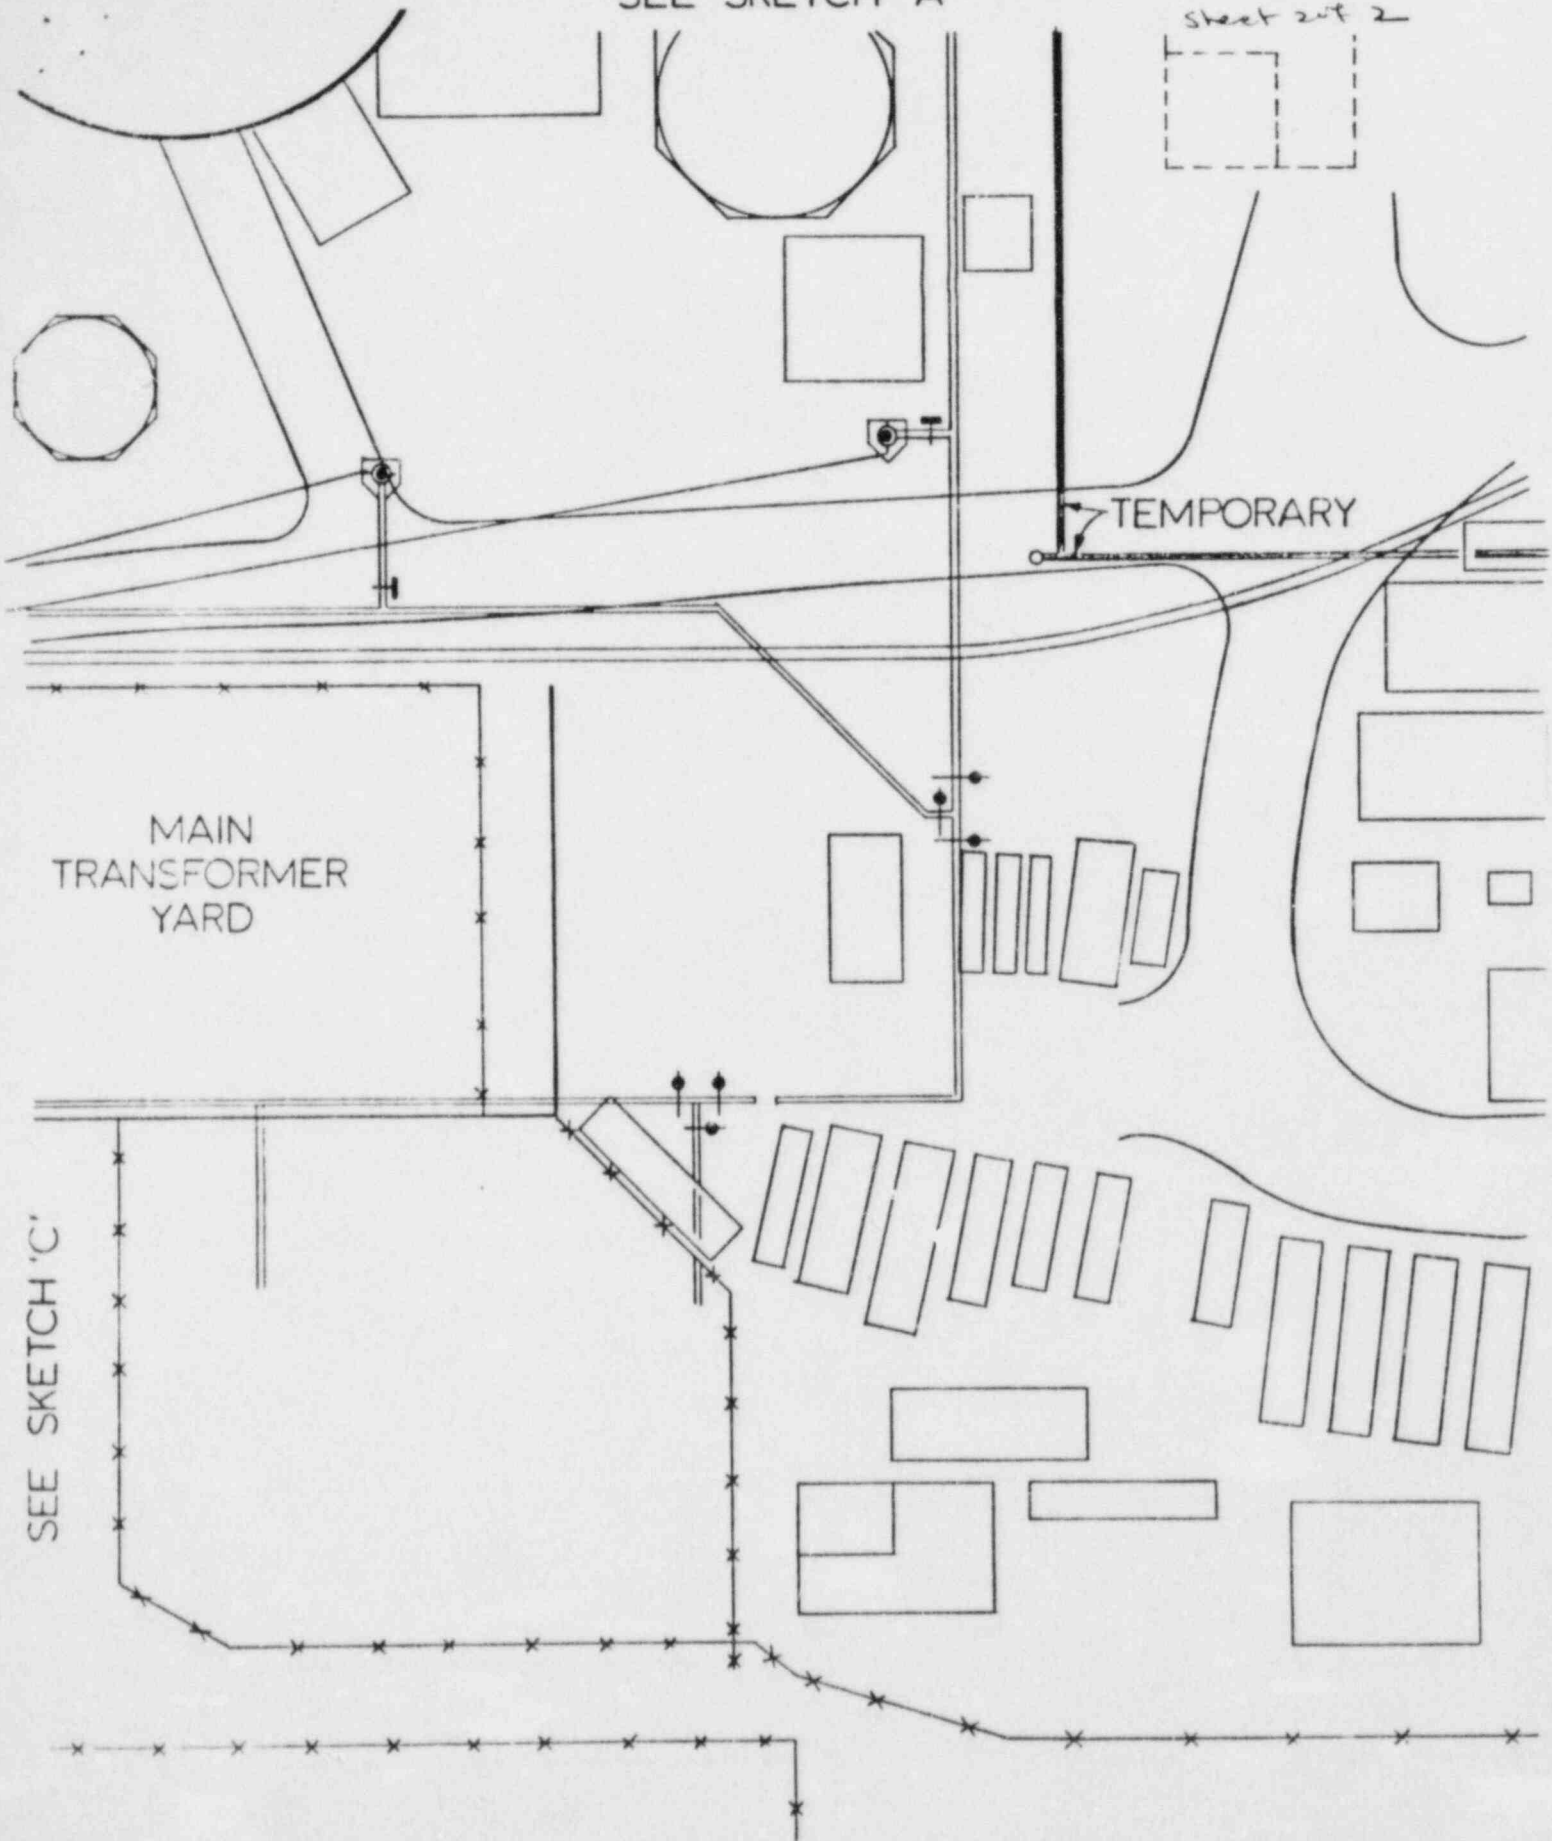 SEE SKETCH 'A'
sheet 2 of 2
TEMPORARY
MAIN
TRANSFORMER
YARD
SEE SKETCH 'C'